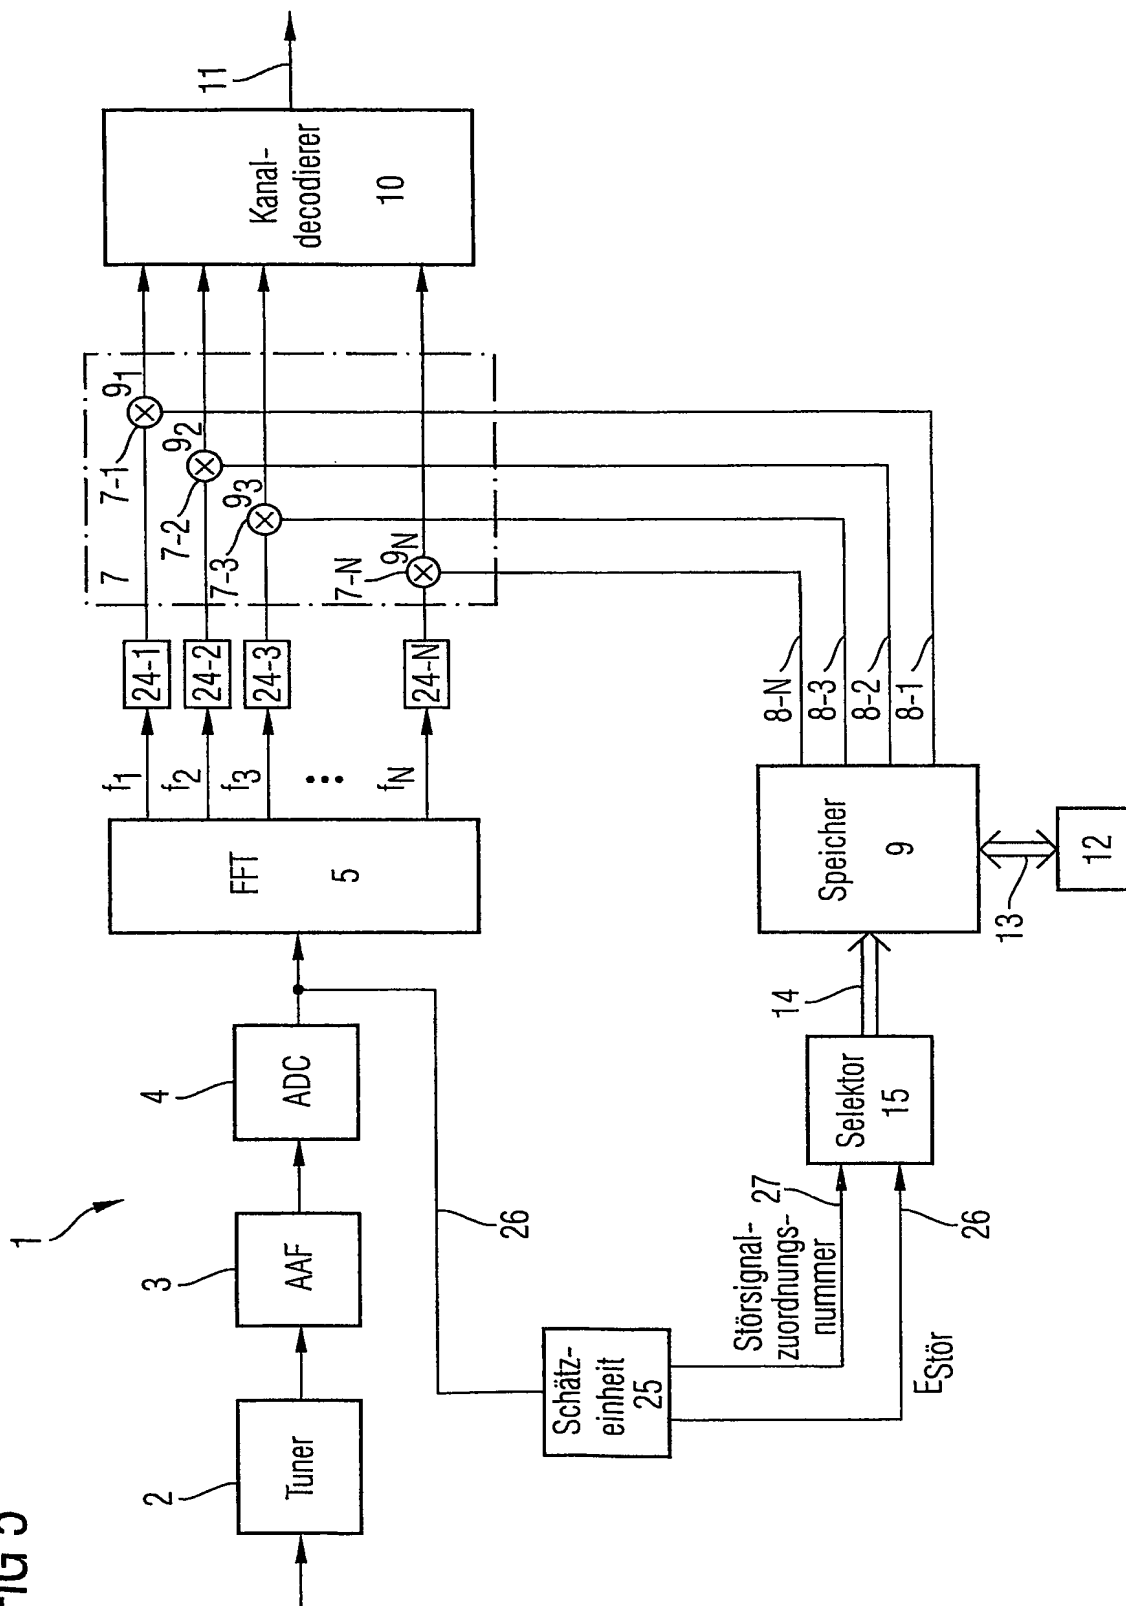 1
2
Tuner
3
AAF
4
ADC
26
FFT
5
f1
f2
f3
fN
24-1
24-2
24-3
24-N
7
7-1
91
7-2
92
7-3
93
7-N
9N
Kanal-
decodierer
10
11
Schätz-
einheit
25
Störsignal-
zuordnungs-
nummer
27
EStör
26
Selektor
15
14
Speicher
9
13
12
8-N
8-3
8-2
8-1